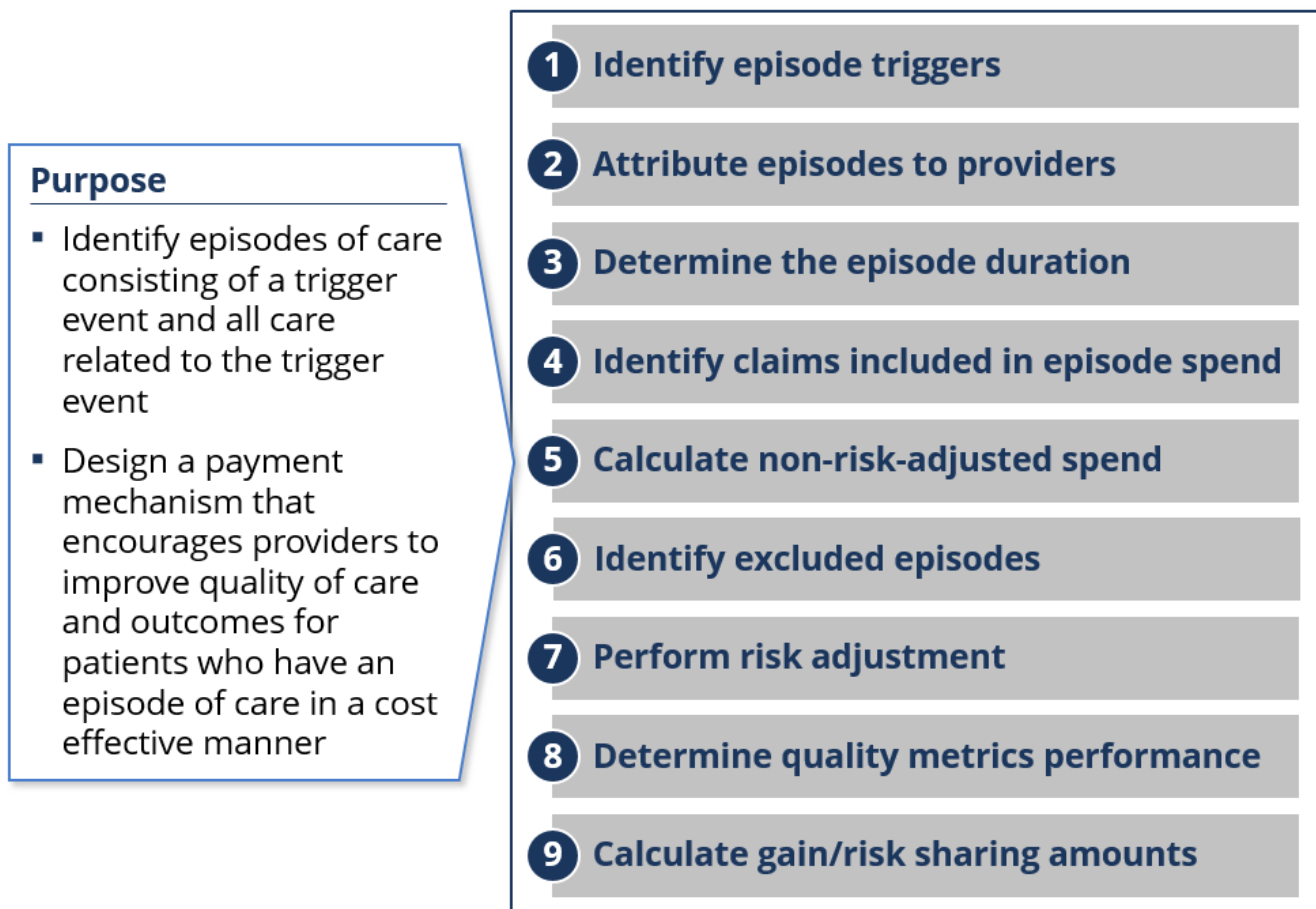 Purpose
▪ Identify episodes of care
consisting of a trigger
event and all care
related to the trigger
event
▪ Design a payment
mechanism that
encourages providers to
improve quality of care
and outcomes for
patients who have an
episode of care in a cost
effective manner
1 Identify episode triggers
2 Attribute episodes to providers
3 Determine the episode duration
4 Identify claims included in episode spend
5 Calculate non-risk-adjusted spend
6 Identify excluded episodes
7 Perform risk adjustment
8 Determine quality metrics performance
9 Calculate gain/risk sharing amounts